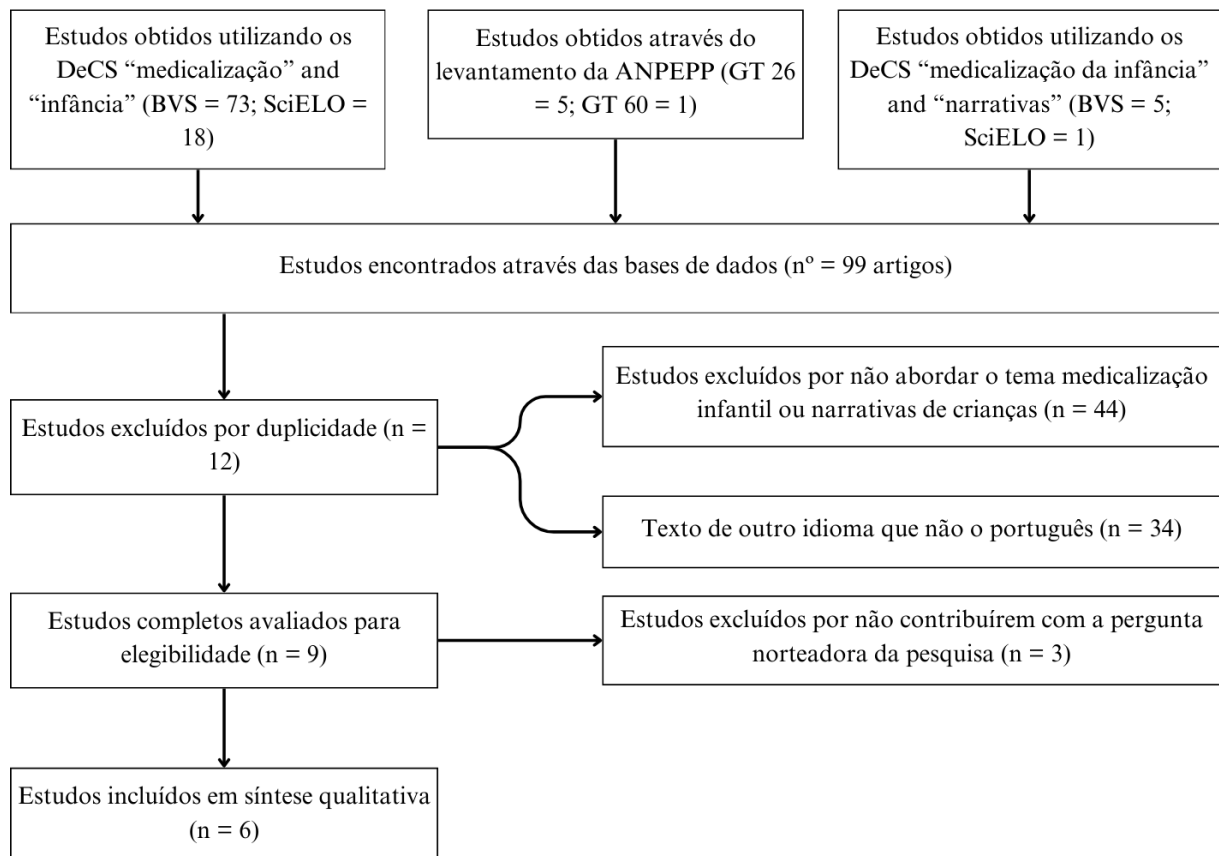 Estudos obtidos utilizando os
DeCS “medicalização” and
“infância” (BVS = 73; SciELO =
18)
Estudos obtidos através do
levantamento da ANPEPP (GT 26
= 5; GT 60 = 1)
Estudos obtidos utilizando os
DeCS “medicalização da infância”
and “narrativas” (BVS = 5;
SciELO = 1)
Estudos encontrados através das bases de dados (nº = 99 artigos)
Estudos excluídos por duplicidade (n =
12)
Estudos excluídos por não abordar o tema medicalização
infantil ou narrativas de crianças (n = 44)
Texto de outro idioma que não o português (n = 34)
Estudos completos avaliados para
elegibilidade (n = 9)
Estudos excluídos por não contribuírem com a pergunta
norteadora da pesquisa (n = 3)
Estudos incluídos em síntese qualitativa
(n = 6)